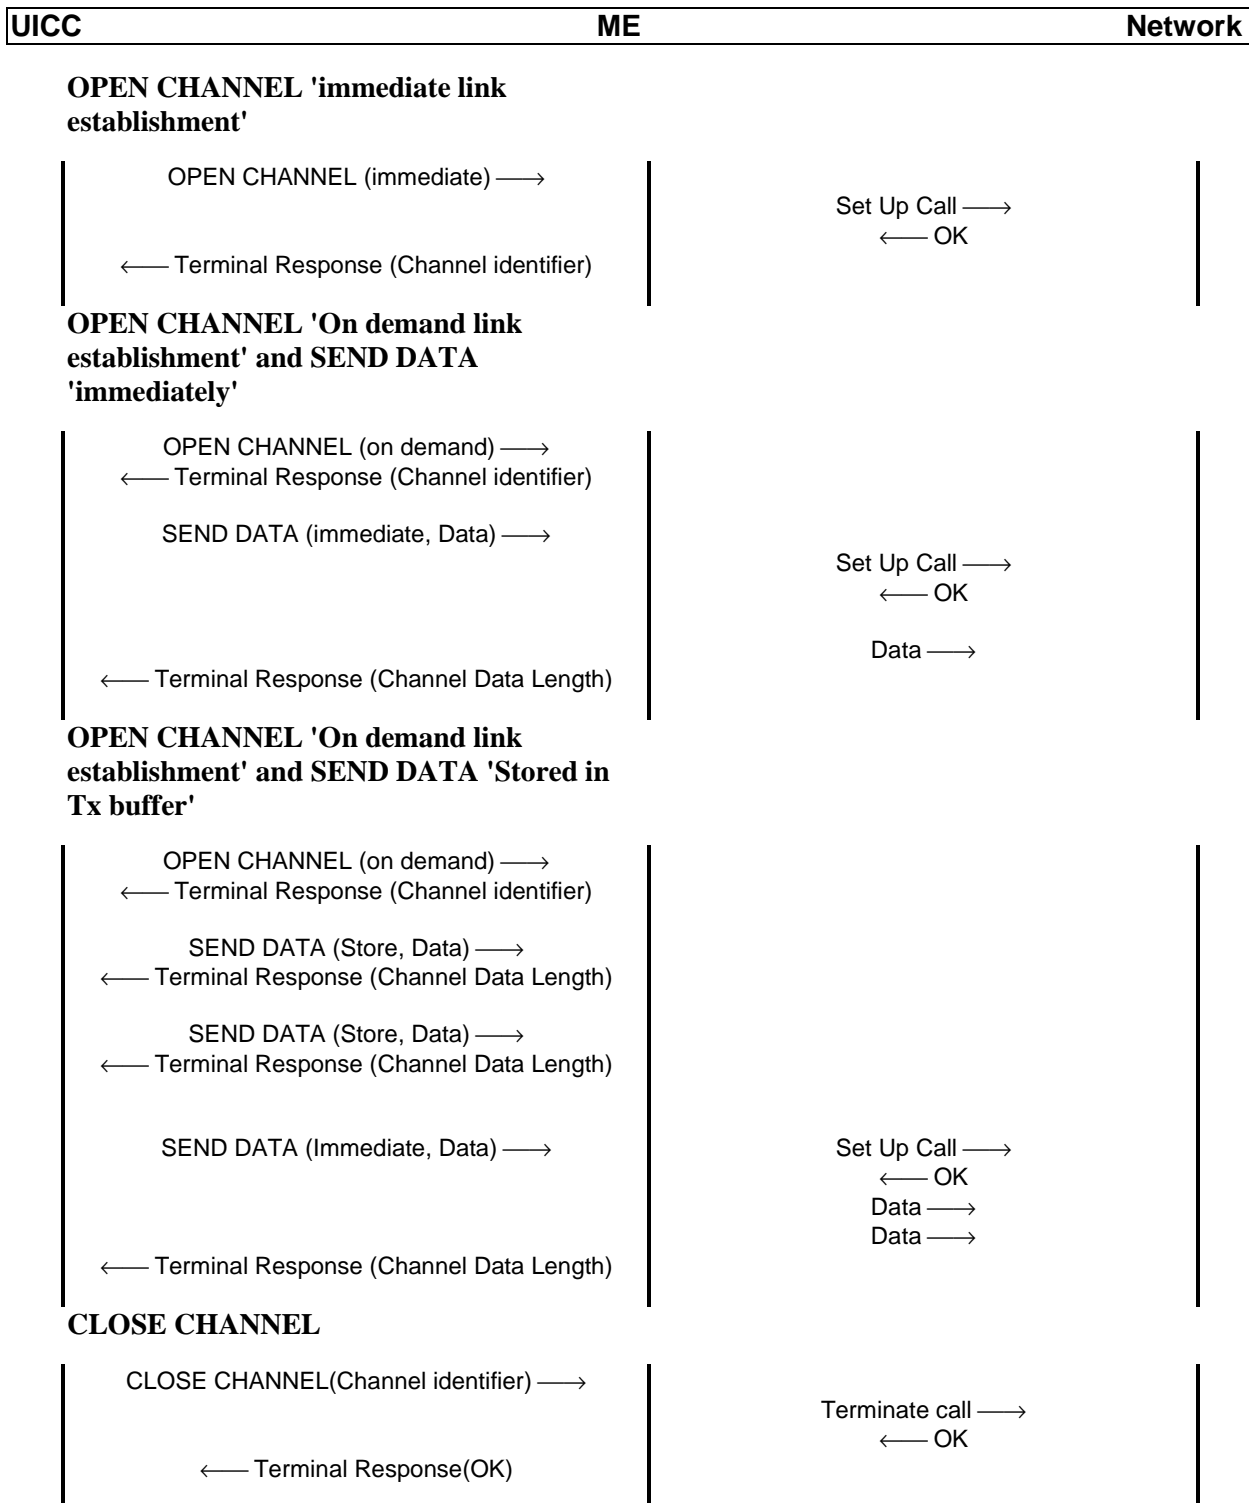 UICC ME Network
OPEN CHANNEL 'immediate link
establishment'
OPEN CHANNEL (immediate) ⟶
Set Up Call ⟶
⟵ OK
⟵ Terminal Response (Channel identifier)
OPEN CHANNEL 'On demand link
establishment' and SEND DATA
'immediately'
OPEN CHANNEL (on demand) ⟶
⟵ Terminal Response (Channel identifier)
SEND DATA (immediate, Data) ⟶
Set Up Call ⟶
⟵ OK
Data ⟶
⟵ Terminal Response (Channel Data Length)
OPEN CHANNEL 'On demand link
establishment' and SEND DATA 'Stored in
Tx buffer'
OPEN CHANNEL (on demand) ⟶
⟵ Terminal Response (Channel identifier)
SEND DATA (Store, Data) ⟶
⟵ Terminal Response (Channel Data Length)
SEND DATA (Store, Data) ⟶
⟵ Terminal Response (Channel Data Length)
SEND DATA (Immediate, Data) ⟶ Set Up Call ⟶
⟵ OK
Data ⟶
Data ⟶
⟵ Terminal Response (Channel Data Length)
CLOSE CHANNEL
CLOSE CHANNEL(Channel identifier) ⟶
Terminate call ⟶
⟵ OK
⟵ Terminal Response(OK)